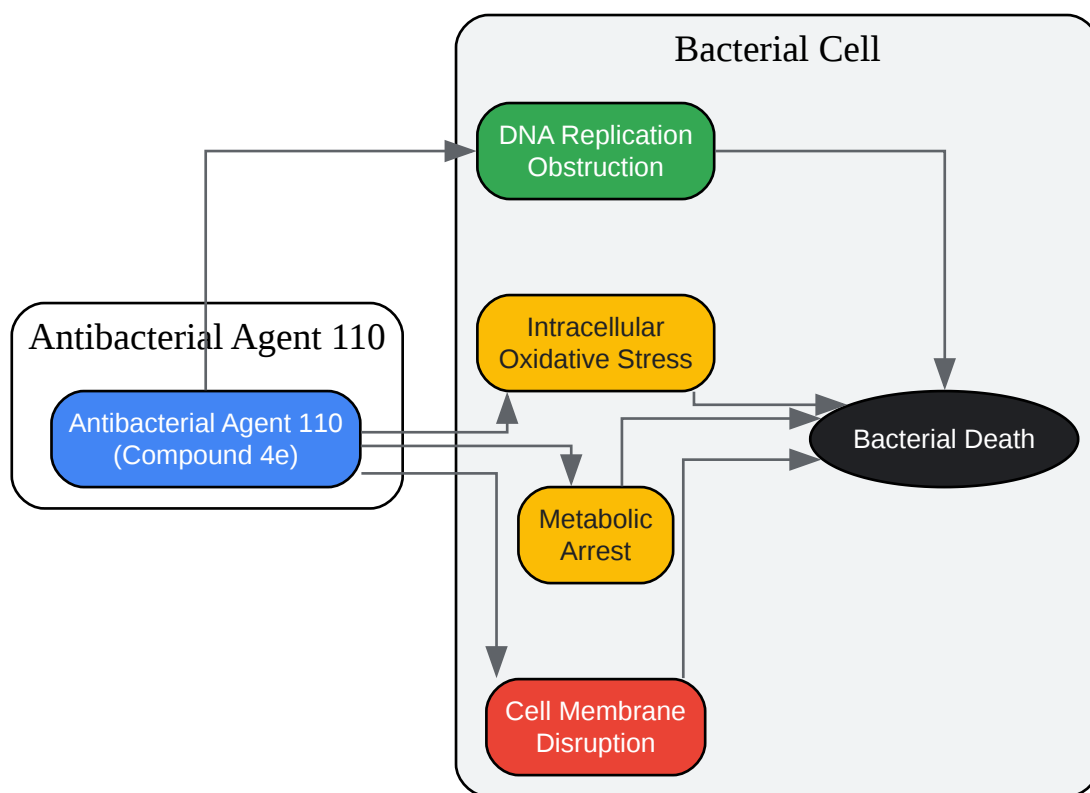 Bacterial Cell
DNA Replication
Obstruction
Intracellular
Oxidative Stress
Antibacterial Agent 110
Antibacterial Agent 110
(Compound 4e)
Bacterial Death
Metabolic
Arrest
Cell Membrane
Disruption